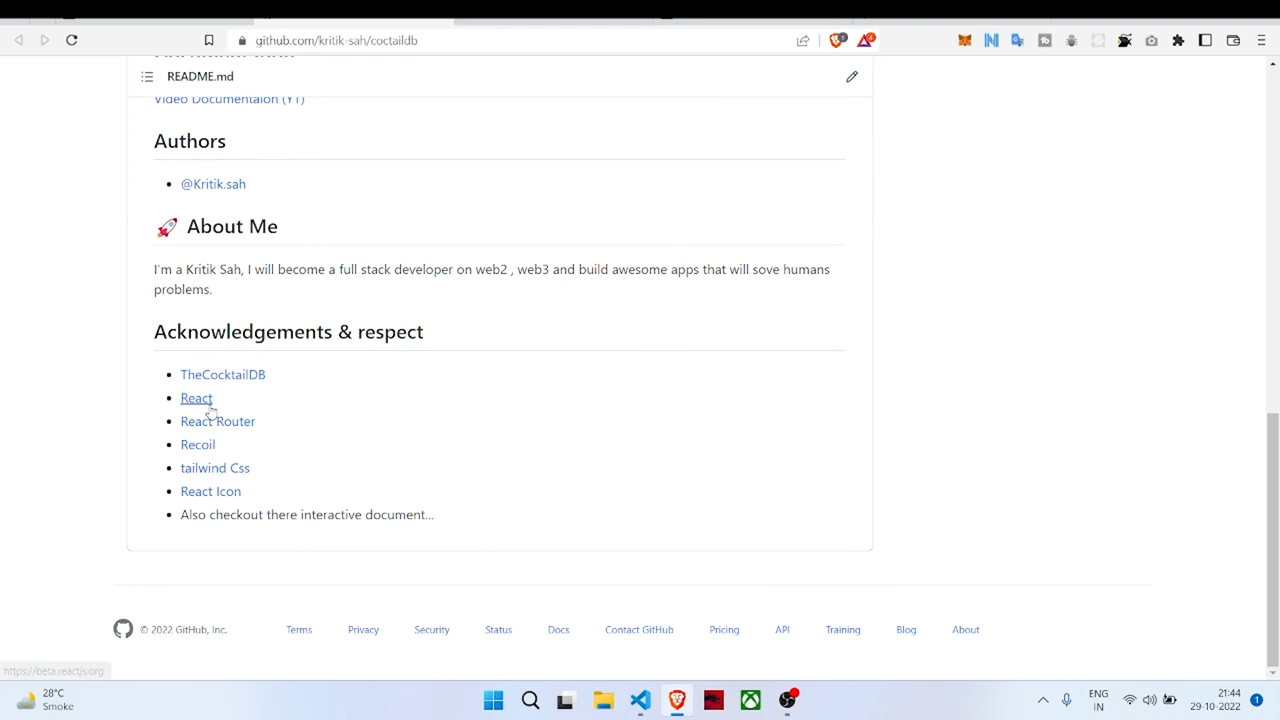 github.com/kritik-sah/coctaildb
README.md
Video Documentaion (YT)
Authors
@Kritik.sah
🚀 About Me
I'm a Kritik Sah, I will become a full stack developer on web2 , web3 and build awesome apps that will sove humans
problems.
Acknowledgements & respect
TheCocktailDB
React
React Router
Recoil
tailwind Css
React Icon
Also checkout there interactive document...
© 2022 GitHub, Inc.
Terms
Privacy
Security
Status
Docs
Contact GitHub
Pricing
API
Training
Blog
About
https://beta.reactjs.org
28°C
Smoke
ENG
IN
21:44
29-10-2022
1